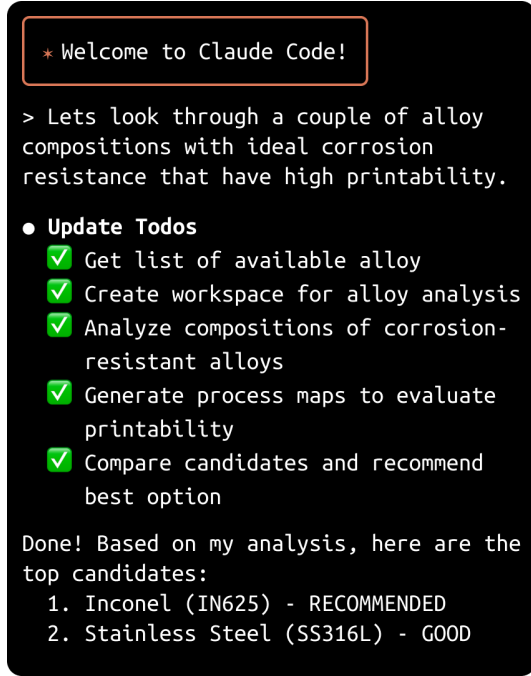 ✶ Welcome to Claude Code!
> Lets look through a couple of alloy
compositions with ideal corrosion
resistance that have high printability.
● Update Todos
✅ Get list of available alloy
✅ Create workspace for alloy analysis
✅ Analyze compositions of corrosion-
resistant alloys
✅ Generate process maps to evaluate
printability
✅ Compare candidates and recommend
best option
Done! Based on my analysis, here are the
top candidates:
1. Inconel (IN625) - RECOMMENDED
2. Stainless Steel (SS316L) - GOOD